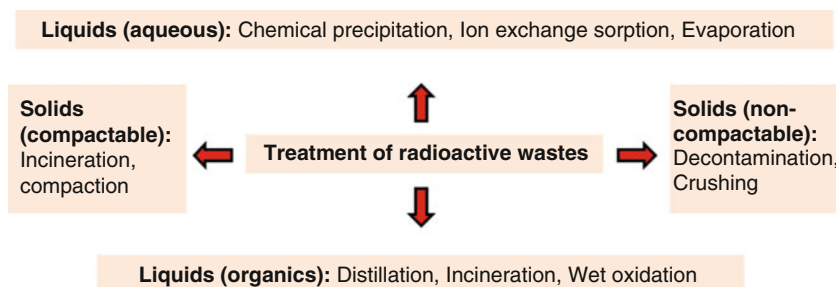 Liquids (aqueous): Chemical precipitation, Ion exchange sorption, Evaporation
Solids
(compactable):
Incineration,
compaction
Treatment of radioactive wastes
Solids (non-
compactable):
Decontamination,
Crushing
Liquids (organics): Distillation, Incineration, Wet oxidation